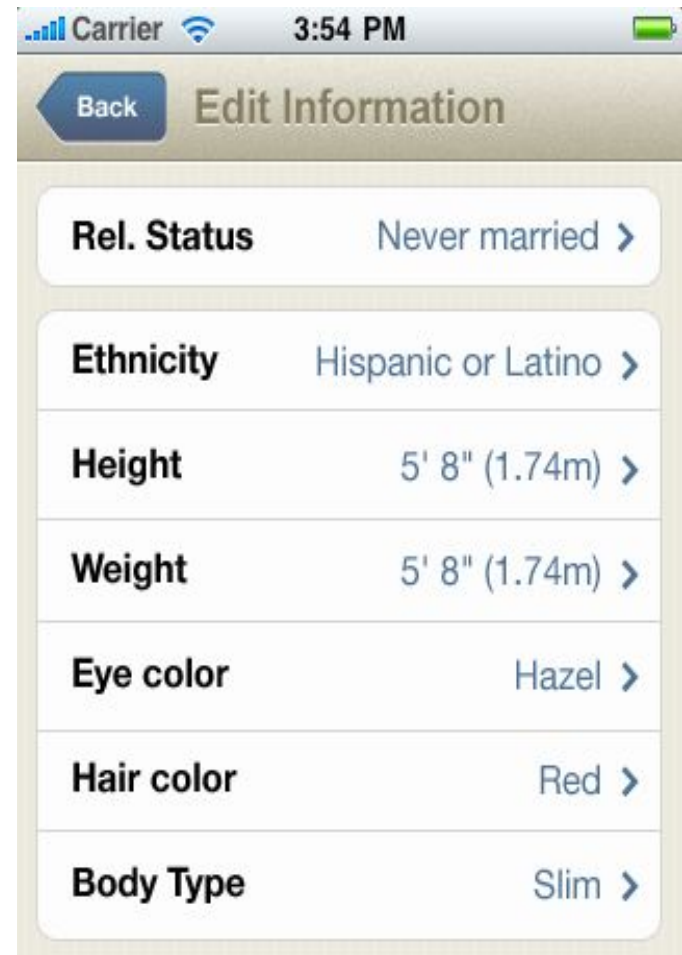 Carrier 3:54 PM
Back Edit Information
Rel. Status Never married
Ethnicity Hispanic or Latino
Height 5' 8" (1.74m)
Weight 5' 8" (1.74m)
Eye color Hazel
Hair color Red
Body Type Slim